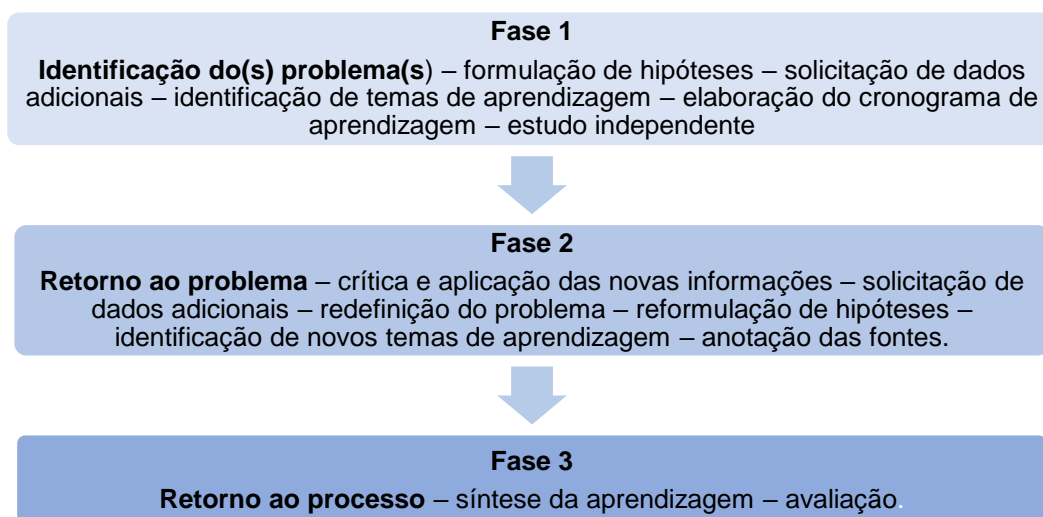 Fase 1
Identificação do(s) problema(s) – formulação de hipóteses – solicitação de dados
adicionais – identificação de temas de aprendizagem – elaboração do cronograma de
aprendizagem – estudo independente
Fase 2
Retorno ao problema – crítica e aplicação das novas informações – solicitação de
dados adicionais – redefinição do problema – reformulação de hipóteses –
identificação de novos temas de aprendizagem – anotação das fontes.
Fase 3
Retorno ao processo – síntese da aprendizagem – avaliação.